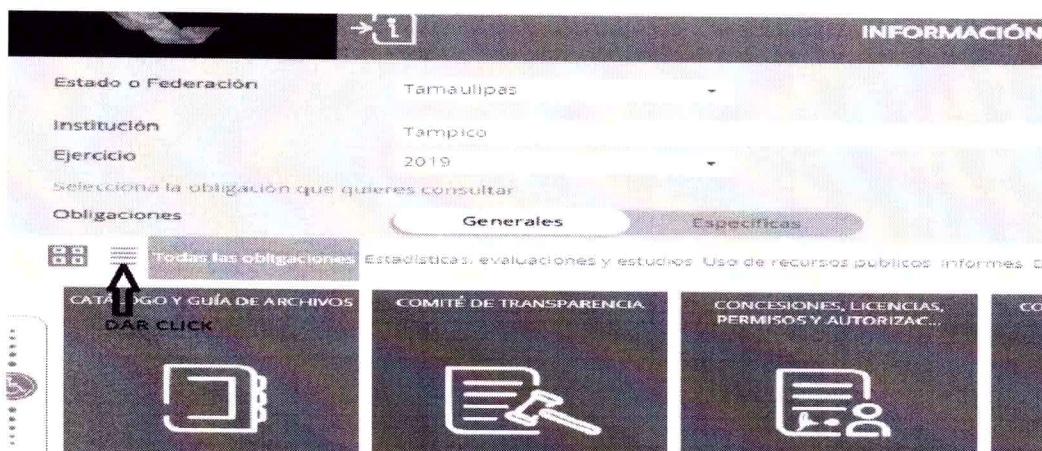 INFORMACIÓN
Estado o Federación Tamaulipas
Institución Tampico
Ejercicio 2019
Selecciona la obligación que quieres consultar
Obligaciones Generales Específicas
Todas las obligaciones Estadísticas, evaluaciones y estudios Uso de recursos públicos Informes
CATÁLOGO Y GUÍA DE ARCHIVOS
DAR CLICK
COMITÉ DE TRANSPARENCIA
CONCESIONES, LICENCIAS,
PERMISOS Y AUTORIZAC...
CO